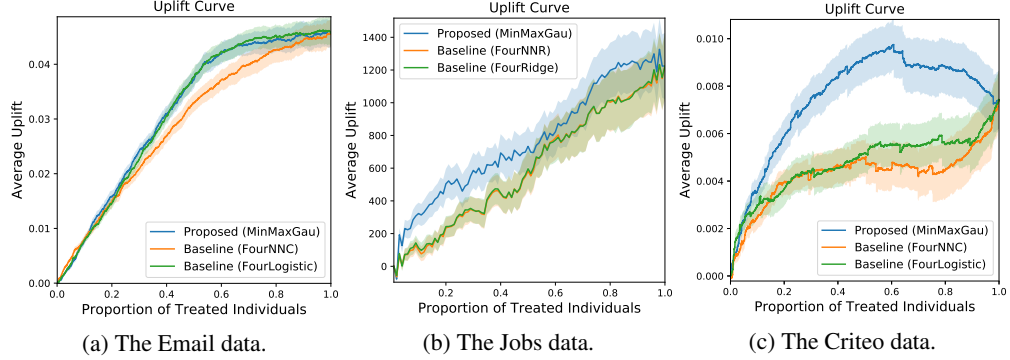 Uplift Curve
0.04
0.03
0.02
0.01
0.00
Average Uplift
Proposed (MinMaxGau)
Baseline (FourNNC)
Baseline (FourLogistic)
0.0 0.2 0.4 0.6 0.8 1.0
Proportion of Treated Individuals
(a) The Email data.
Uplift Curve
1400
1200
1000
800
600
400
200
0
Average Uplift
Proposed (MinMaxGau)
Baseline (FourNNR)
Baseline (FourRidge)
0.2 0.4 0.6 0.8 1.0
Proportion of Treated Individuals
(b) The Jobs data.
Uplift Curve
0.010
0.008
0.006
0.004
0.002
0.000
Average Uplift
Proposed (MinMaxGau)
Baseline (FourNNC)
Baseline (FourLogistic)
0.0 0.2 0.4 0.6 0.8 1.0
Proportion of Treated Individuals
(c) The Criteo data.